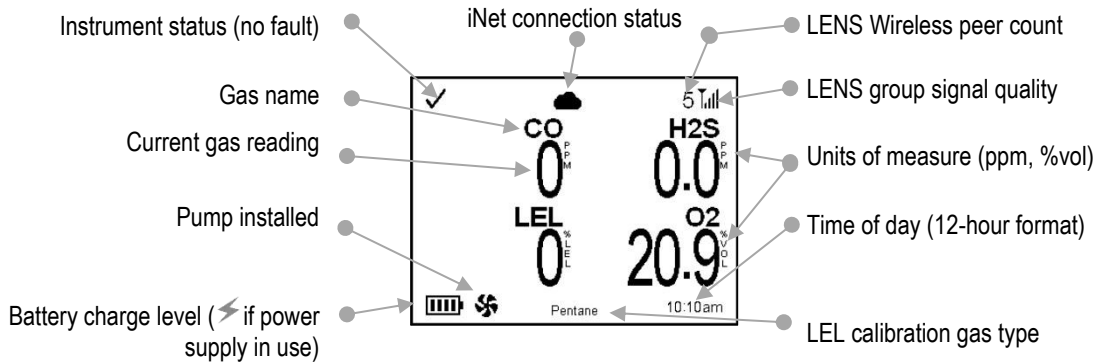 Instrument status (no fault)
iNet connection status
LENS Wireless peer count
Gas name
LENS group signal quality
Current gas reading
Units of measure (ppm, %vol)
Pump installed
Time of day (12-hour format)
Battery charge level ( if power
supply in use)
LEL calibration gas type
5
CO
H2S
0 PPM
0.0 PPM
LEL
O2
0 %LEL
20.9 %VOL
Pentane
10:10am